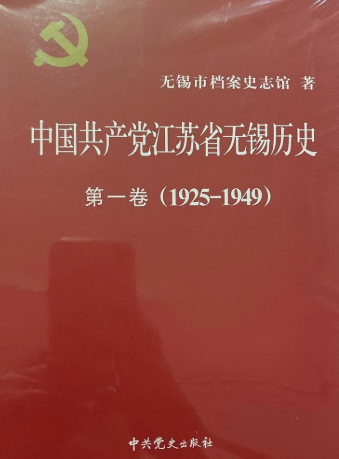 无锡市档案史志馆 著
中国共产党江苏省无锡历史
第一卷（1925-1949）
中共党史出版社